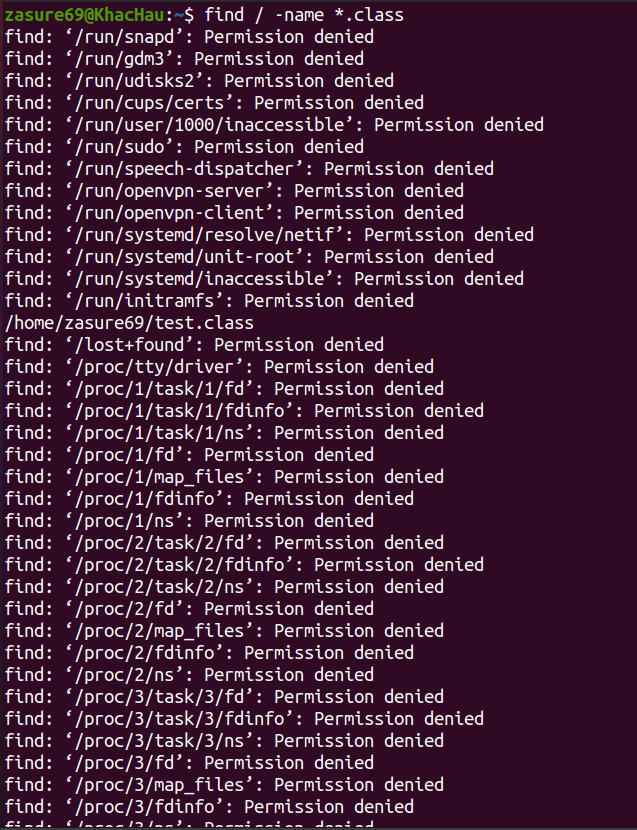 zasure69@KhacHau:~$ find / -name *.class
find: ‘/run/snapd’: Permission denied
find: ‘/run/gdm3’: Permission denied
find: ‘/run/udisks2’: Permission denied
find: ‘/run/cups/certs’: Permission denied
find: ‘/run/user/1000/inaccessible’: Permission denied
find: ‘/run/sudo’: Permission denied
find: ‘/run/speech-dispatcher’: Permission denied
find: ‘/run/openvpn-server’: Permission denied
find: ‘/run/openvpn-client’: Permission denied
find: ‘/run/systemd/resolve/netif’: Permission denied
find: ‘/run/systemd/unit-root’: Permission denied
find: ‘/run/systemd/inaccessible’: Permission denied
find: ‘/run/initramfs’: Permission denied
/home/zasure69/test.class
find: ‘/lost+found’: Permission denied
find: ‘/proc/tty/driver’: Permission denied
find: ‘/proc/1/task/1/fd’: Permission denied
find: ‘/proc/1/task/1/fdinfo’: Permission denied
find: ‘/proc/1/task/1/ns’: Permission denied
find: ‘/proc/1/fd’: Permission denied
find: ‘/proc/1/map_files’: Permission denied
find: ‘/proc/1/fdinfo’: Permission denied
find: ‘/proc/1/ns’: Permission denied
find: ‘/proc/2/task/2/fd’: Permission denied
find: ‘/proc/2/task/2/fdinfo’: Permission denied
find: ‘/proc/2/task/2/ns’: Permission denied
find: ‘/proc/2/fd’: Permission denied
find: ‘/proc/2/map_files’: Permission denied
find: ‘/proc/2/fdinfo’: Permission denied
find: ‘/proc/2/ns’: Permission denied
find: ‘/proc/3/task/3/fd’: Permission denied
find: ‘/proc/3/task/3/fdinfo’: Permission denied
find: ‘/proc/3/task/3/ns’: Permission denied
find: ‘/proc/3/fd’: Permission denied
find: ‘/proc/3/map_files’: Permission denied
find: ‘/proc/3/fdinfo’: Permission denied